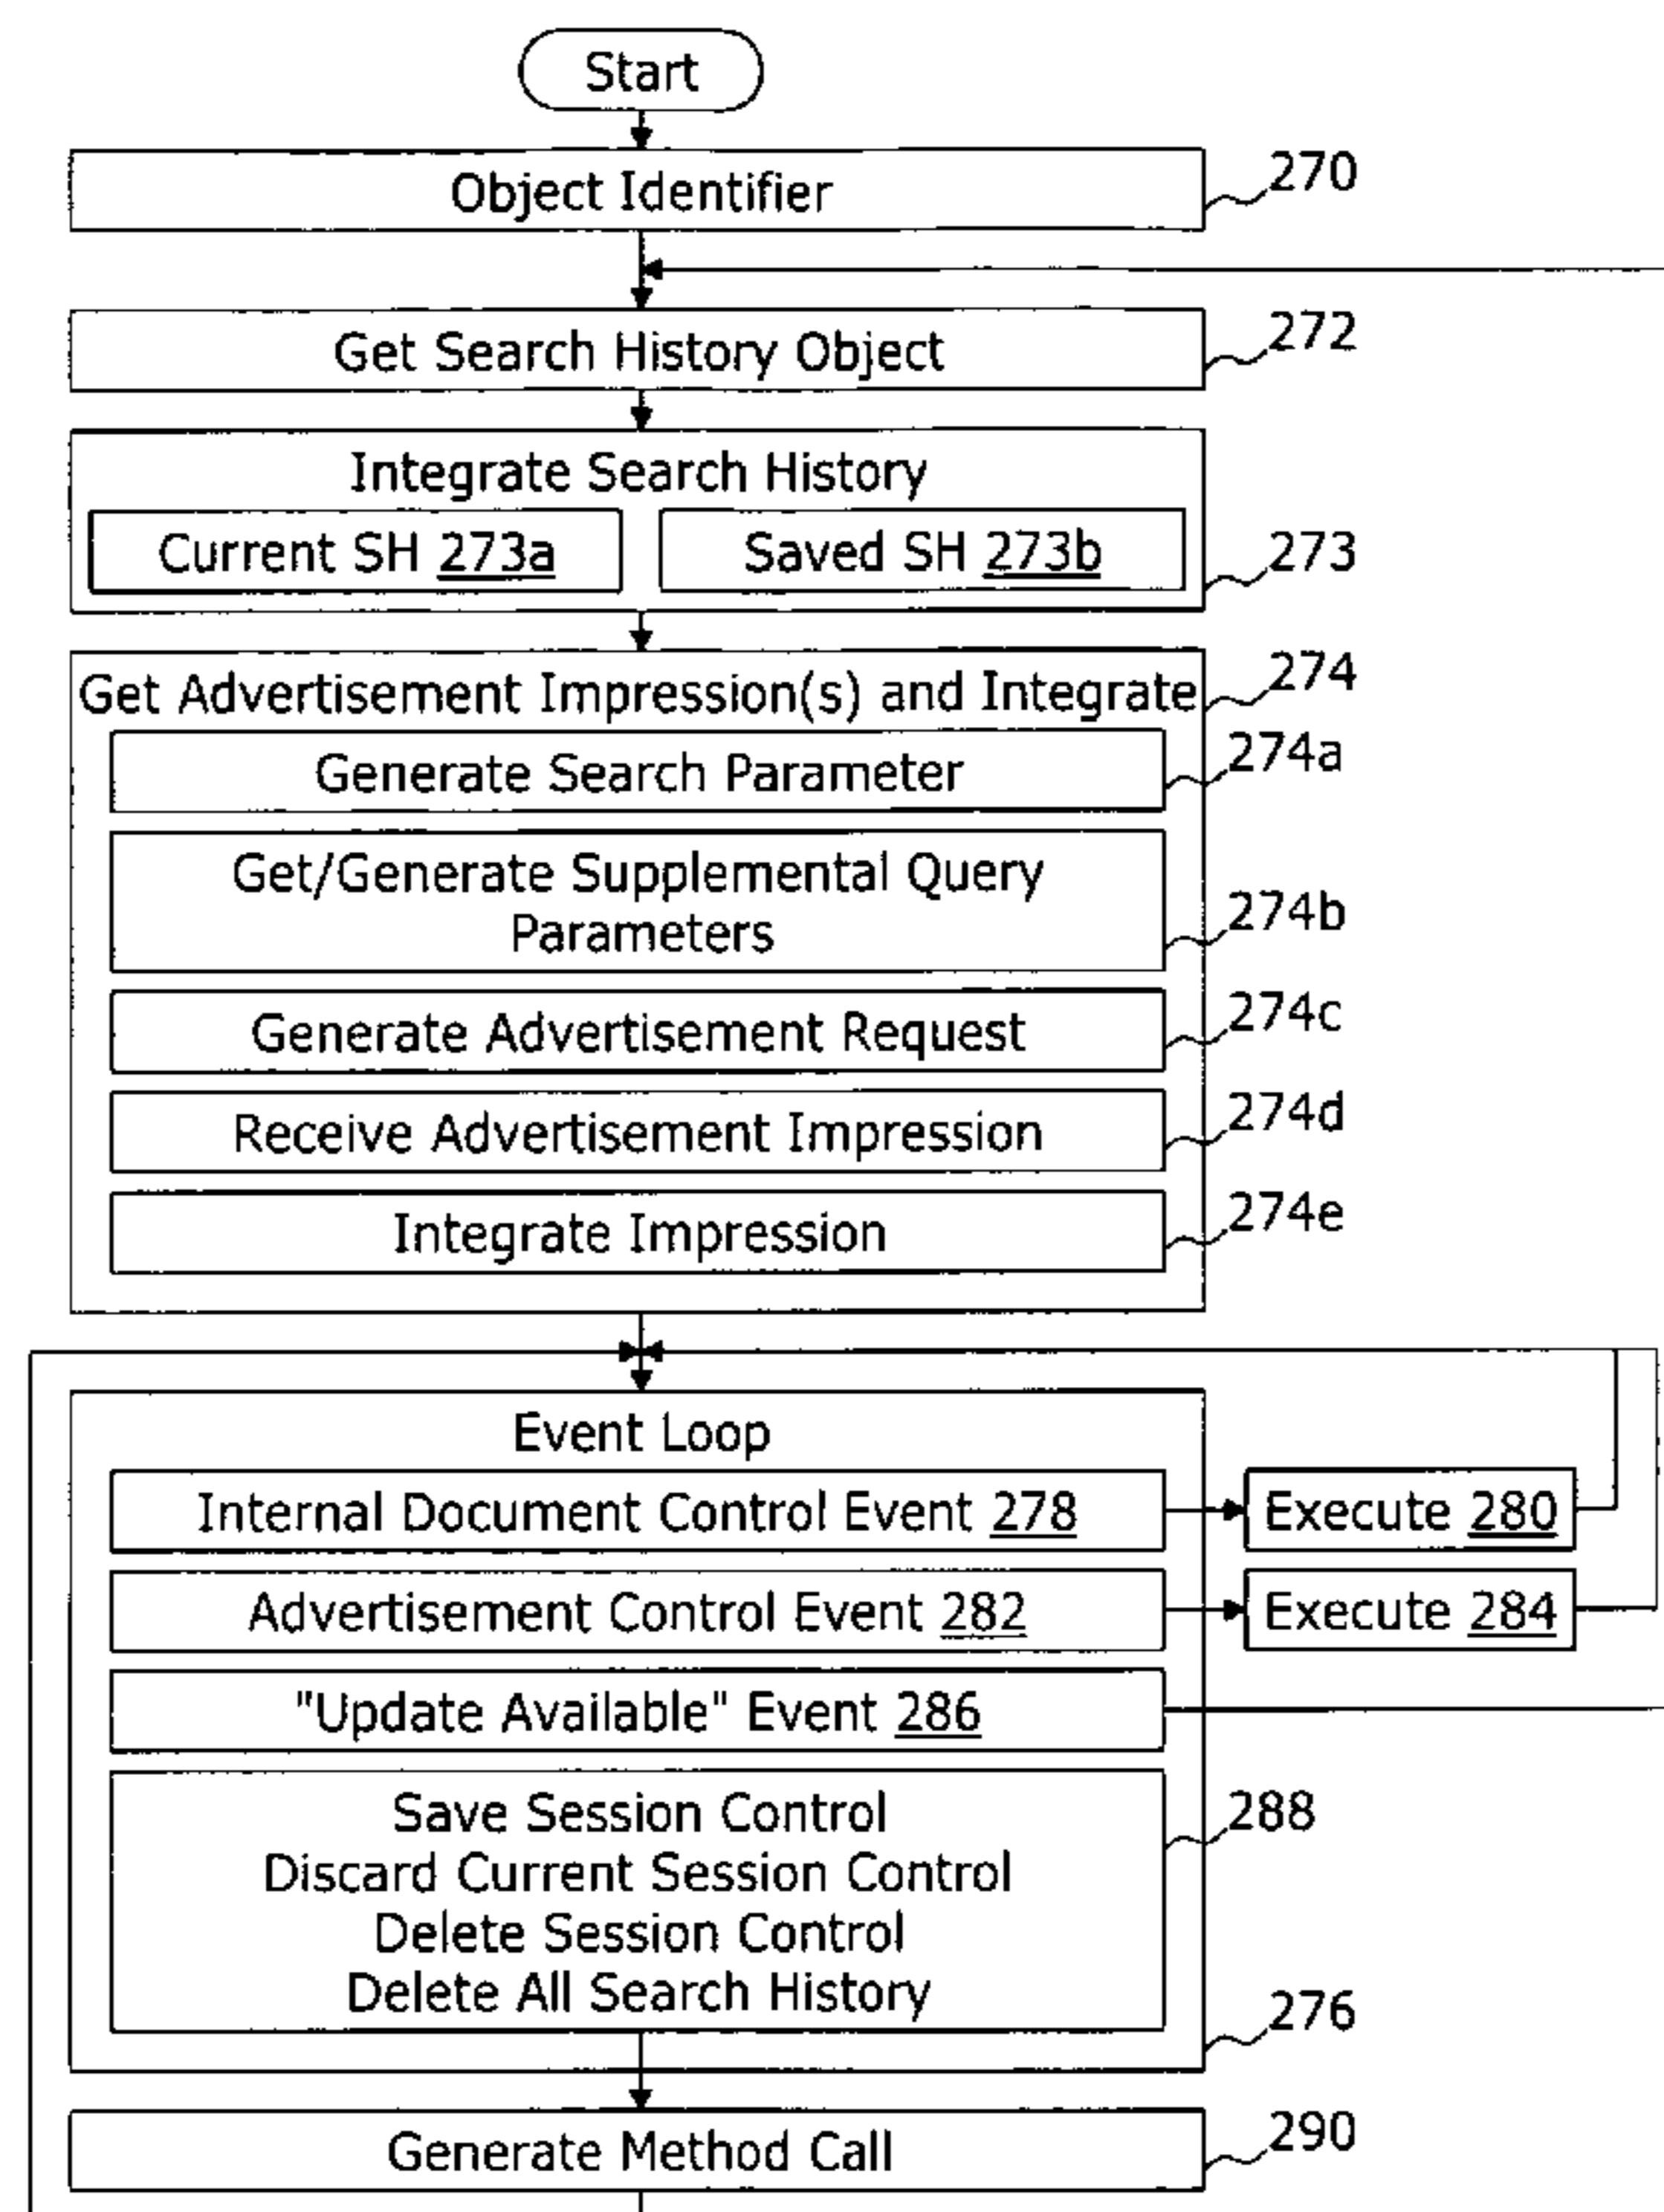 Start
Object Identifier
270
Get Search History Object
272
Integrate Search History
Current SH 273a
Saved SH 273b
273
Get Advertisement Impression(s) and Integrate
274
Generate Search Parameter
274a
Get/Generate Supplemental Query
Parameters
274b
Generate Advertisement Request
274c
Receive Advertisement Impression
274d
Integrate Impression
274e
Event Loop
Internal Document Control Event 278
Execute 280
Advertisement Control Event 282
Execute 284
"Update Available" Event 286
Save Session Control
288
Discard Current Session Control
Delete Session Control
Delete All Search History
276
Generate Method Call
290